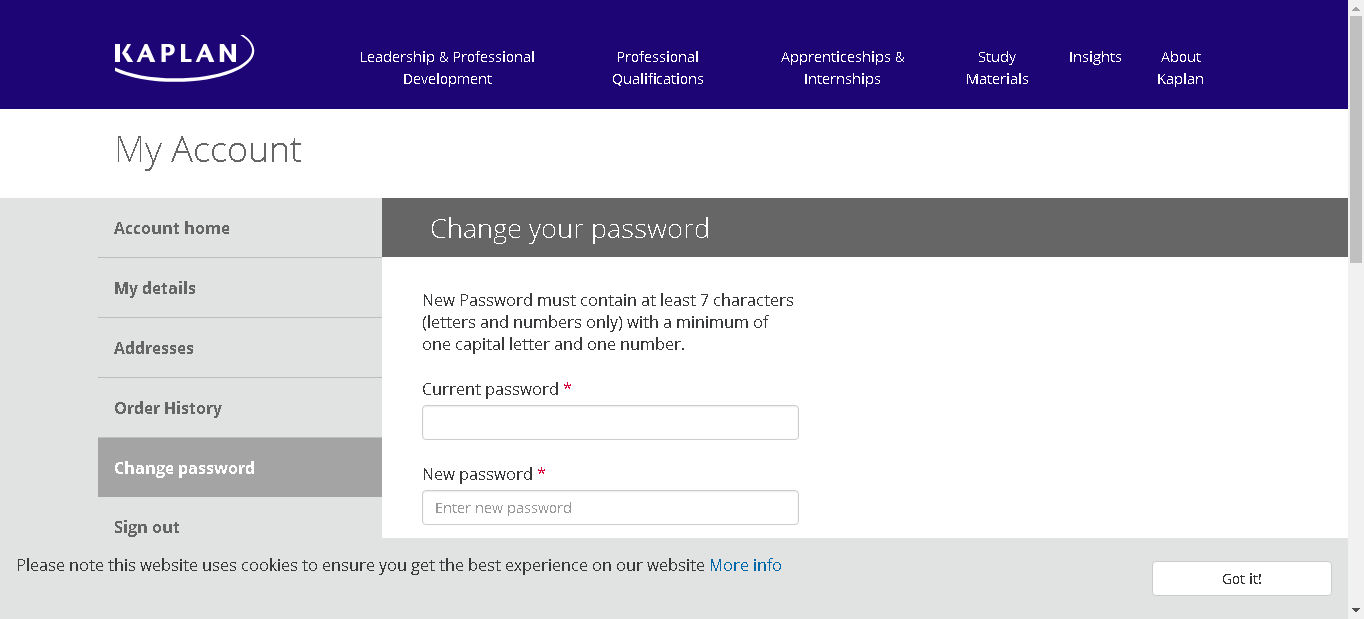 KAPLAN
Leadership & Professional
Development
Professional
Qualifications
Apprenticeships &
Internships
Study
Materials
Insights
About
Kaplan
My Account
Account home
My details
Addresses
Order History
Change password
Sign out
Change your password
New Password must contain at least 7 characters
(letters and numbers only) with a minimum of
one capital letter and one number.
Current password *
New password *
Enter new password
Please note this website uses cookies to ensure you get the best experience on our website More info
Got it!